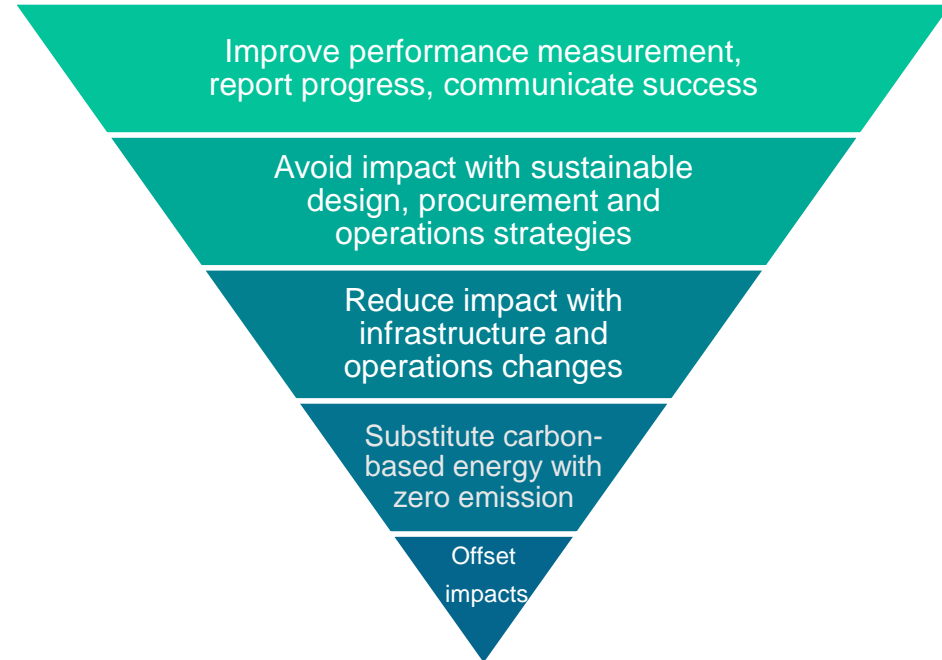 Improve performance measurement,
report progress, communicate success
Avoid impact with sustainable
design, procurement and
operations strategies
Reduce impact with
infrastructure and
operations changes
Substitute carbon-
based energy with
zero emission
Offset
impacts